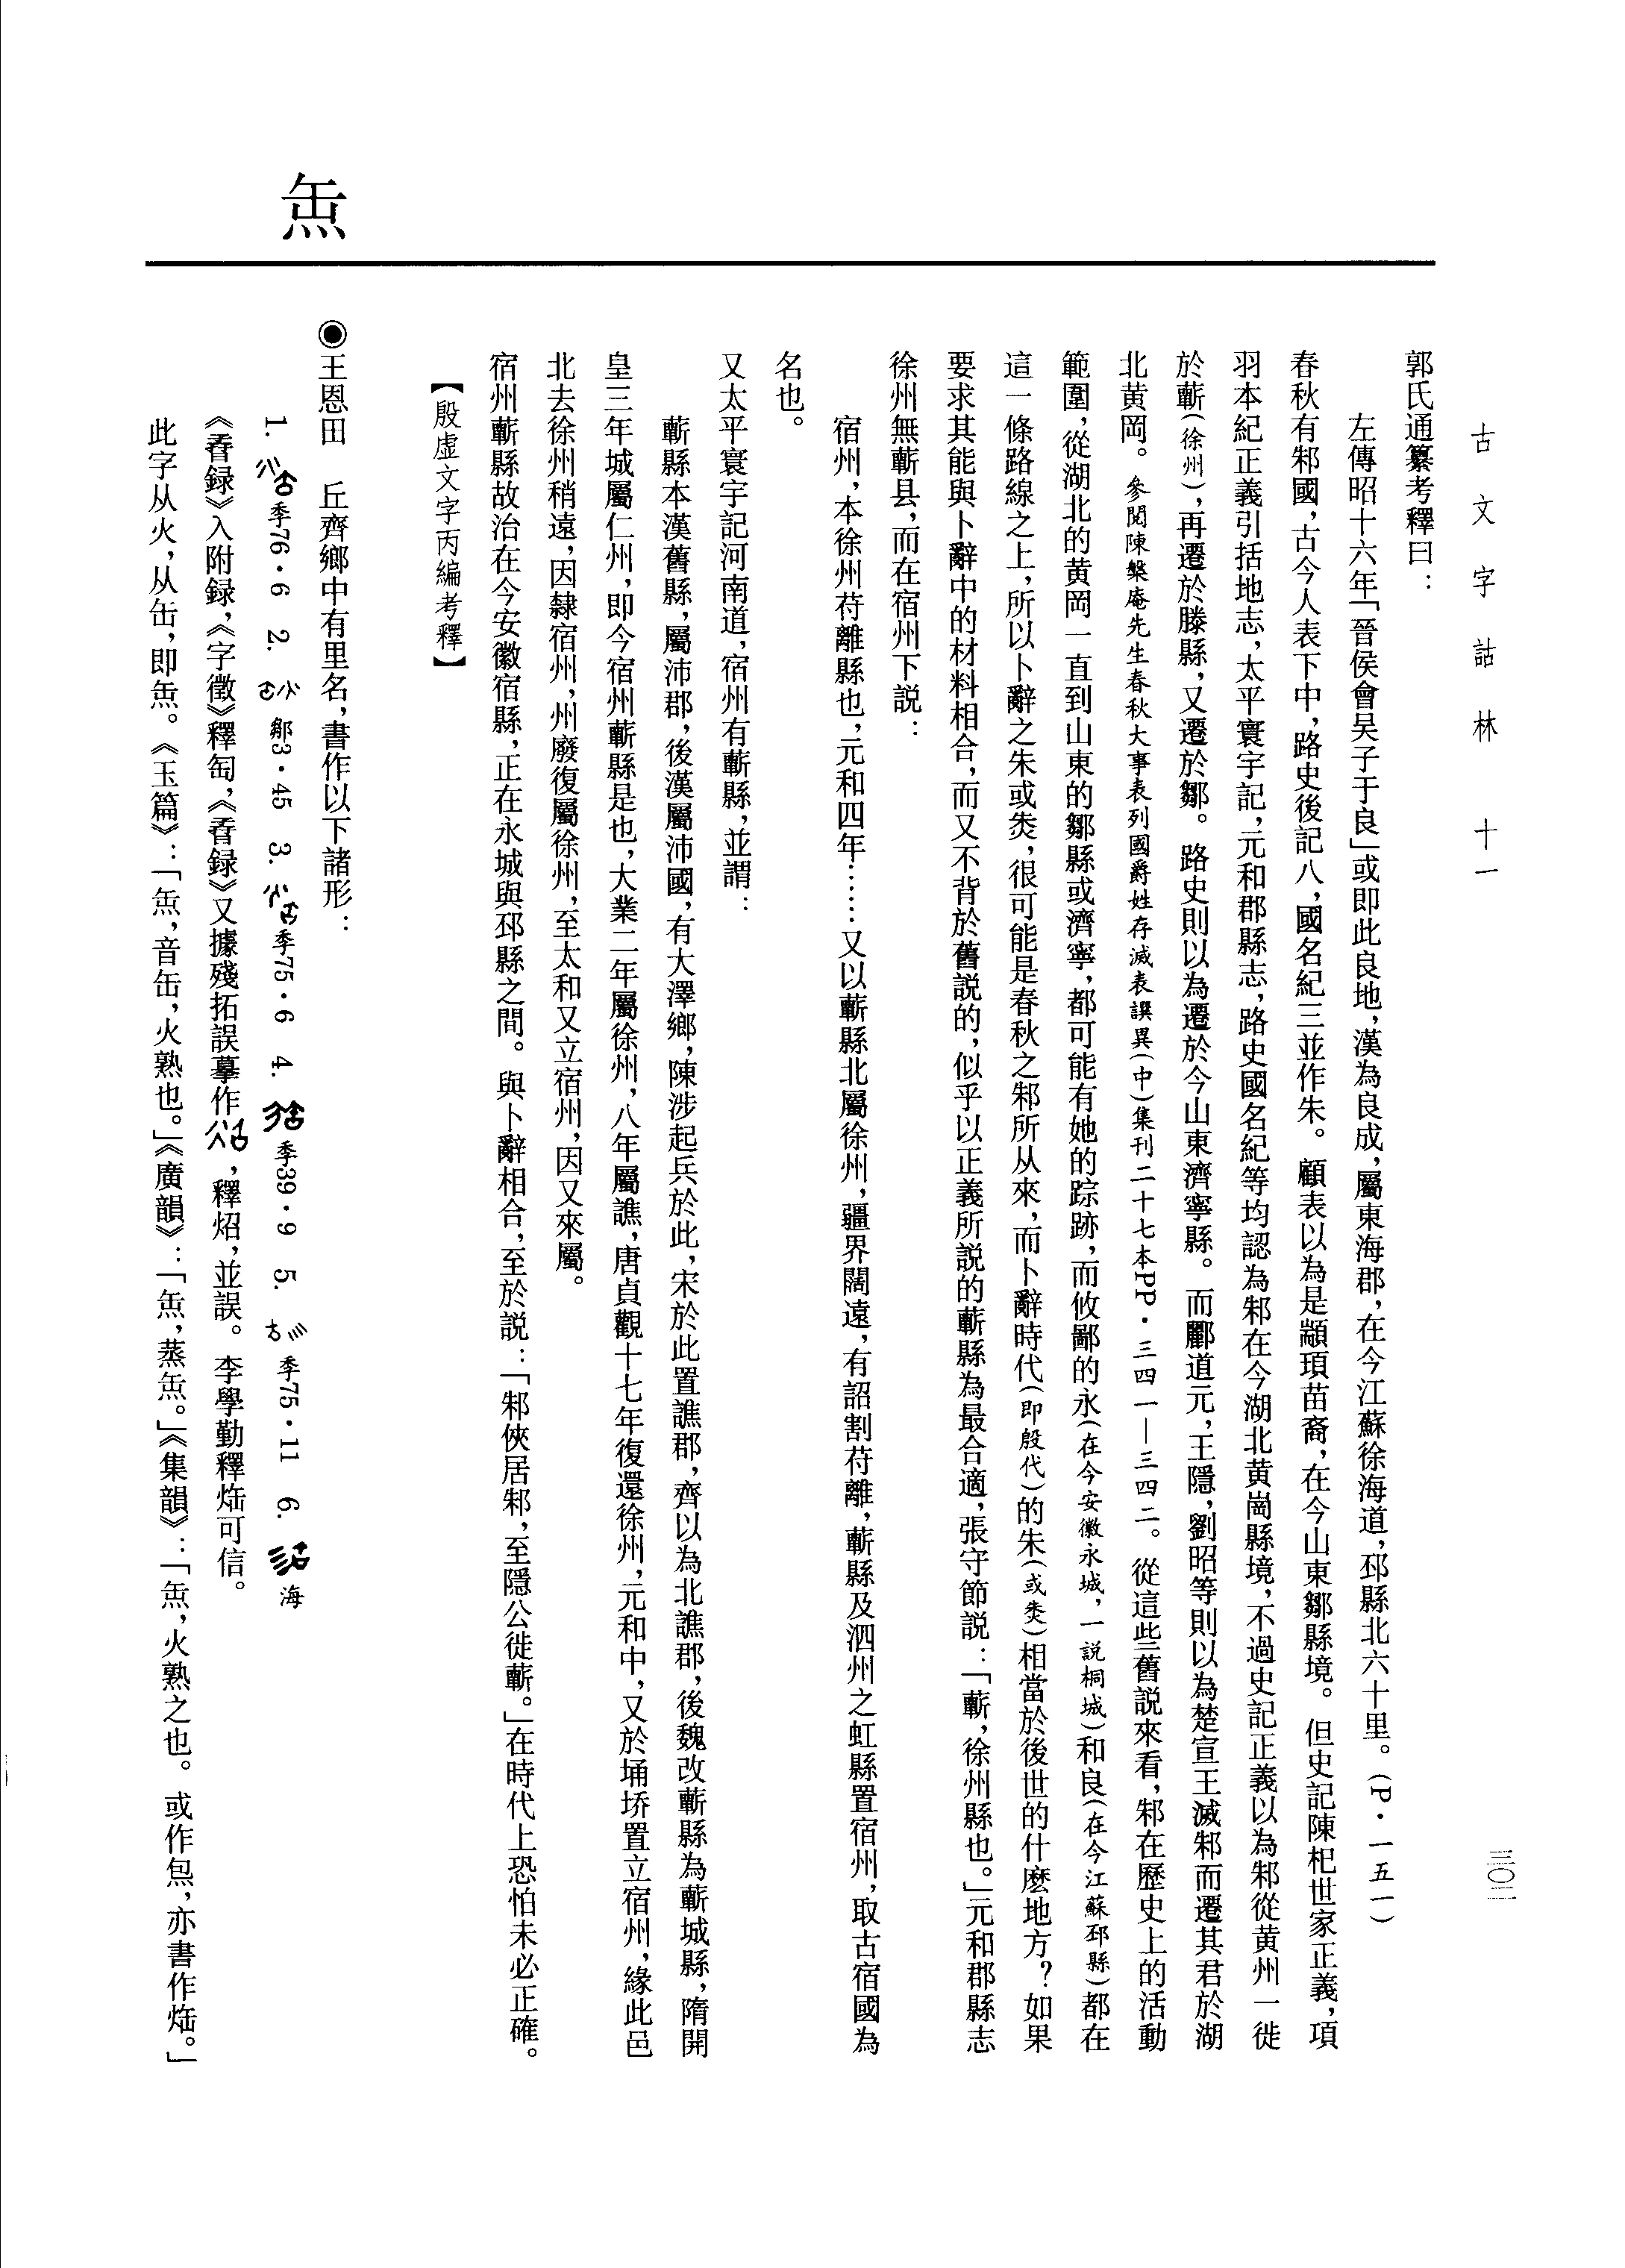 古文字詁林　十一
三〇二
缹
郭氏通纂考釋曰：
左傳昭十六年「晉侯會吴子于良」或即此良地，漢為良成，屬東海郡，在今江蘇徐海道，邳縣北六十里。（P·一五一）
春秋有邾國，古今人表下中，路史後記八，國名紀三並作朱。顧表以為是顓頊苗裔，在今山東鄒縣境。但史記陳杞世家正義，項
羽本紀正義引括地志，太平寰宇記，元和郡縣志，路史國名紀等均認為邾在今湖北黄崗縣境，不過史記正義以為邾從黄州一徙
於蘄（徐州），再遷於滕縣，又遷於鄒。路史則以為遷於今山東濟寧縣。而酈道元，王隱，劉昭等則以為楚宣王滅邾而遷其君於湖
北黄岡。參閱陳槃庵先生春秋大事表列國爵姓存滅表譔異（中）集刊二十七本PP·三四一—三四二。從這些舊説來看，邾在歷史上的活動
範圍，從湖北的黄岡一直到山東的鄒縣或濟寧，都可能有她的踪跡，而攸鄙的永（在今安徽永城，一説桐城）和良（在今江蘇邳縣）都在
這一條路線之上，所以卜辭之朱或，很可能是春秋之邾所从來，而卜辭時代（即殷代）的朱（或）相當於後世的什麽地方？如果
要求其能與卜辭中的材料相合，而又不背於舊説的，似乎以正義所説的蘄縣為最合適，張守節説：「蘄，徐州縣也。」元和郡縣志
徐州無蘄县，而在宿州下説：
宿州，本徐州苻離縣也，元和四年……又以蘄縣北屬徐州，疆界闊遠，有詔割苻離，蘄縣及泗州之虹縣置宿州，取古宿國為
名也。
又太平寰宇記河南道，宿州有蘄縣，並謂：
蘄縣本漢舊縣，屬沛郡，後漢屬沛國，有大澤鄉，陳涉起兵於此，宋於此置譙郡，齊以為北譙郡，後魏改蘄縣為蘄城縣，隋開
皇三年城屬仁州，即今宿州蘄縣是也，大業二年屬徐州，八年屬譙，唐貞觀十七年復還徐州，元和中，又於埇坼置立宿州，緣此邑
北去徐州稍遠，因隸宿州，州廢復屬徐州，至太和又立宿州，因又來屬。
宿州蘄縣故治在今安徽宿縣，正在永城與邳縣之間。與卜辭相合，至於説：「邾俠居邾，至隱公徙蘄。」在時代上恐怕未必正確。
【殷虛文字丙編考釋】
◉王恩田　丘齊鄉中有里名，書作以下諸形：
1. 季76·6　2. 鄒3·45　3. 季75·6　4. 季39·9　5. 季75·11　6. 海
《孴録》入附録，《字徵》釋匋，《孴録》又據殘拓誤摹作，釋炤，並誤。李學勤釋可信。
此字从火，从缶，即缹。《玉篇》：「缹，音缶，火熟也。」《廣韻》：「缹，蒸缹。」《集韻》：「缹，火熟之也。或作炰，亦書作。」